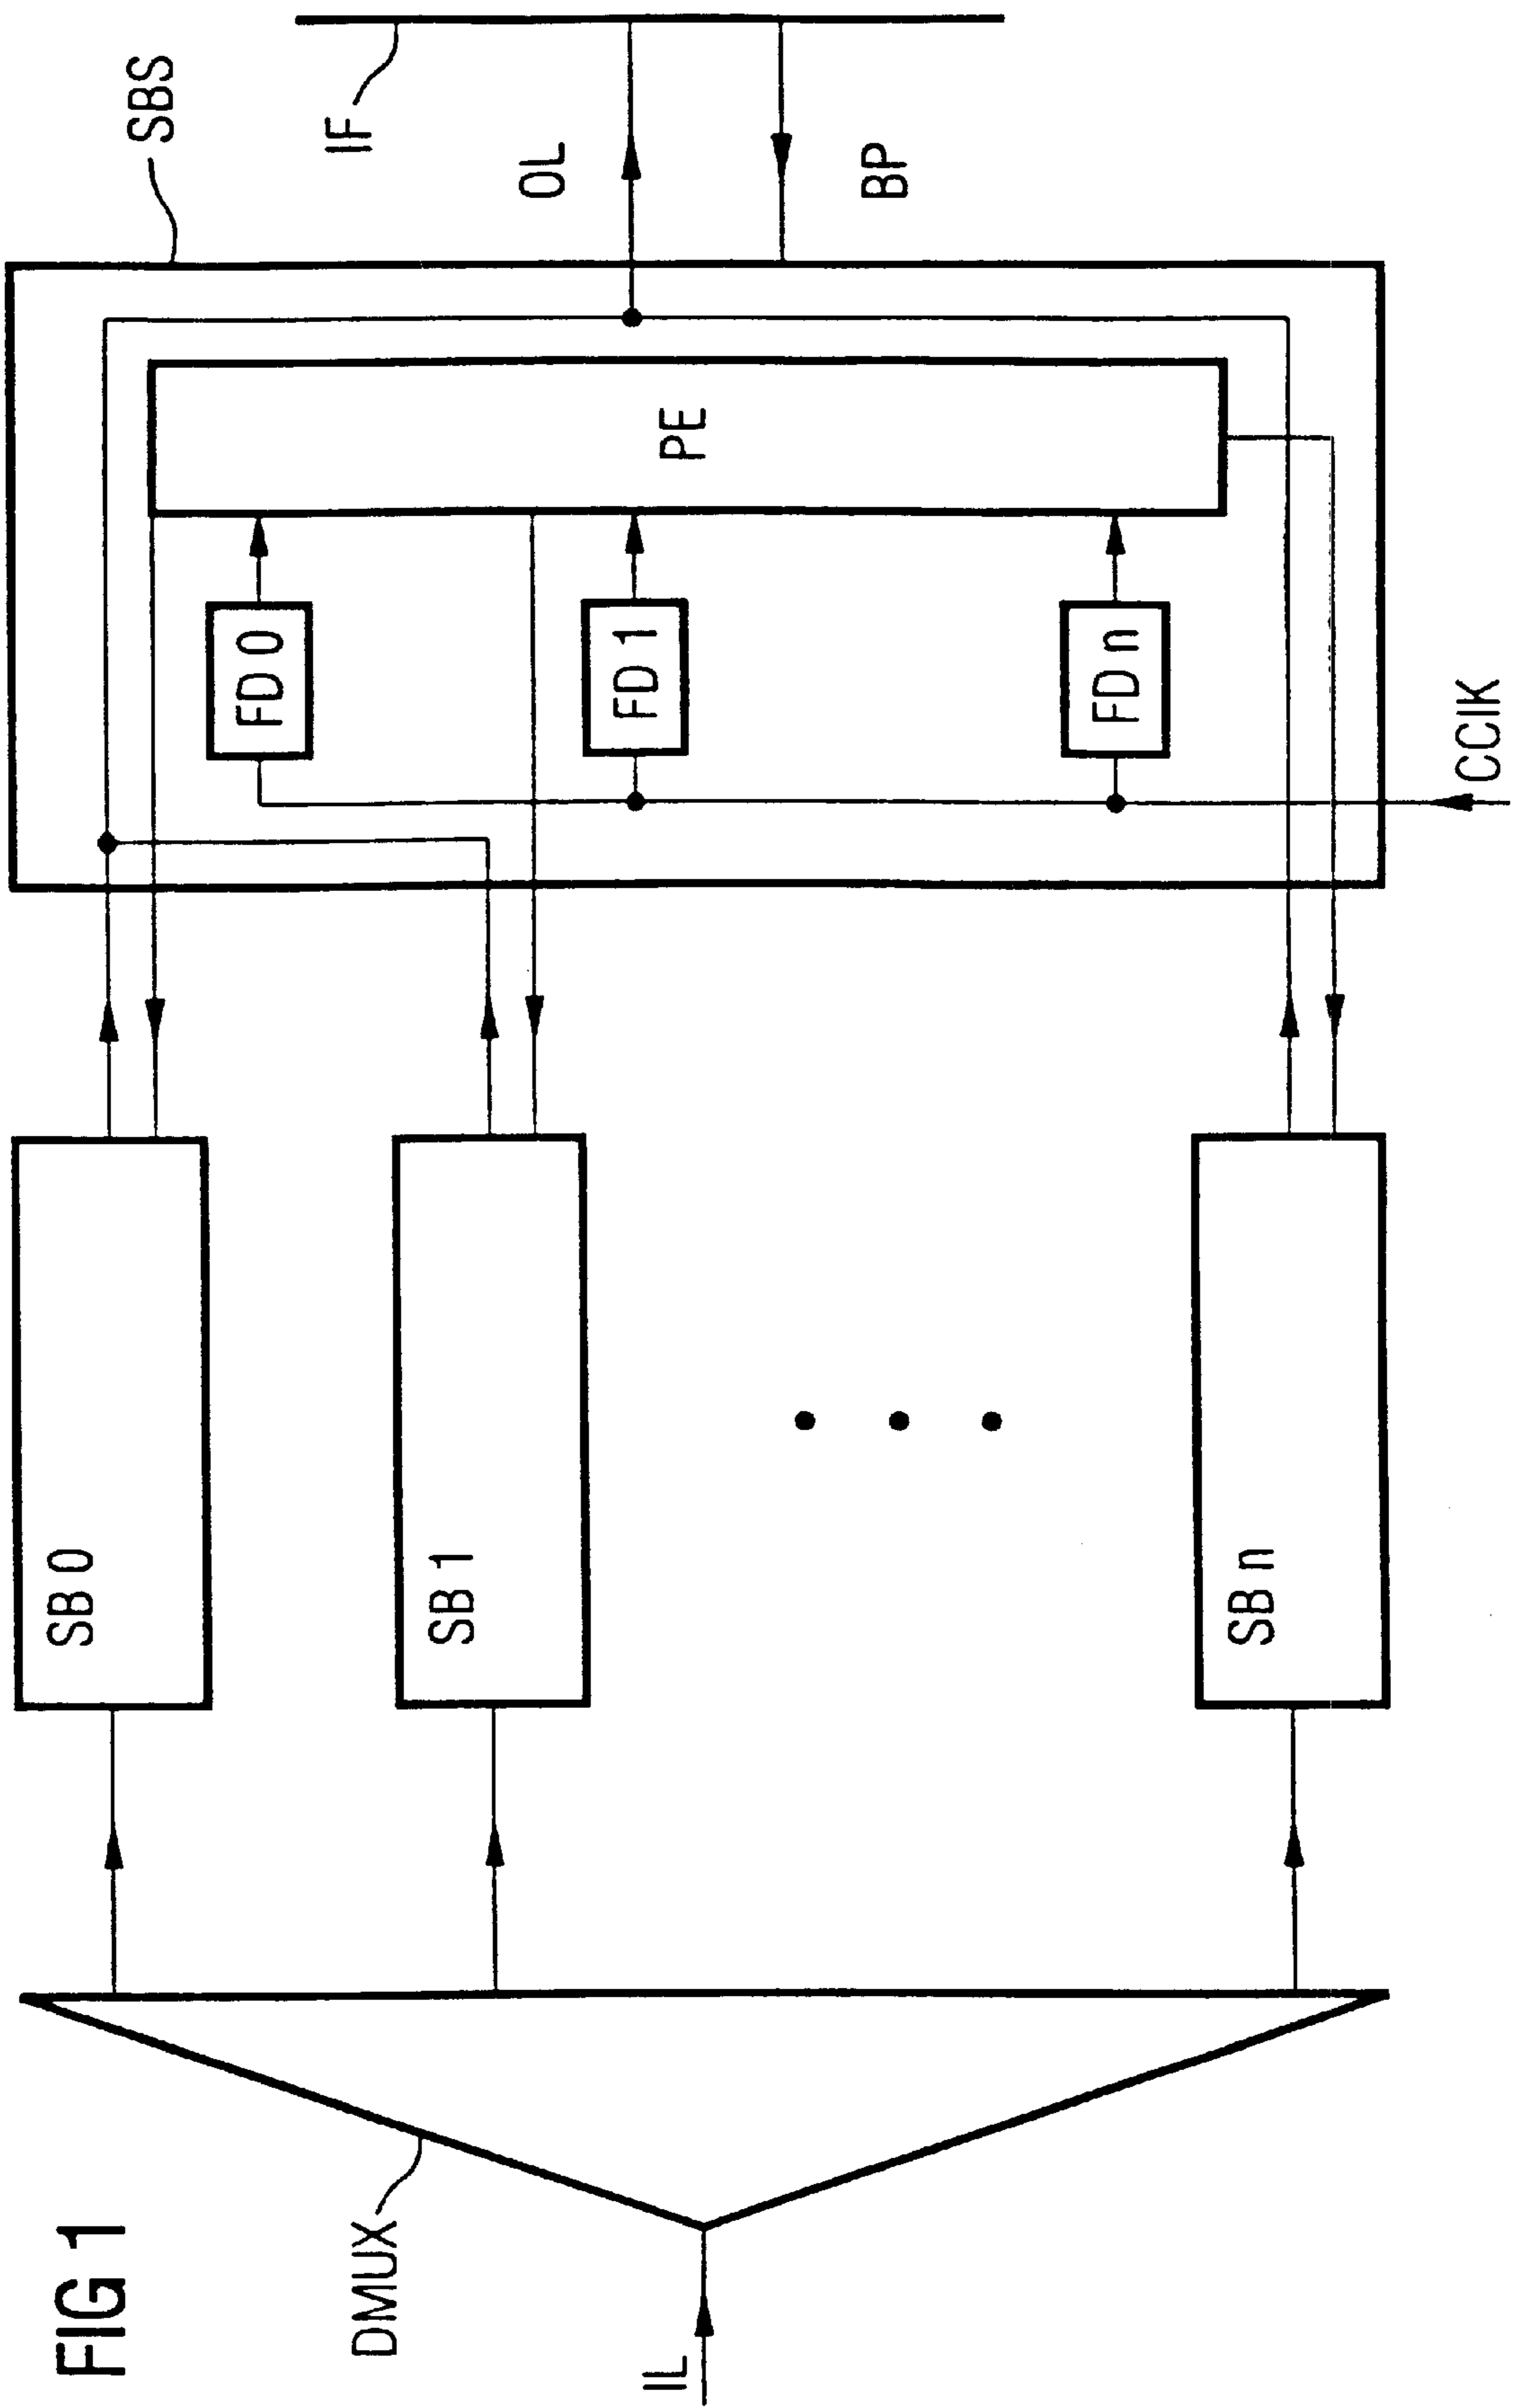 FIG 1
IL
DMUX
SB 0
SB 1
SB n
SBS
FD 0
FD 1
FD n
PE
CClK
OL
BP
IF